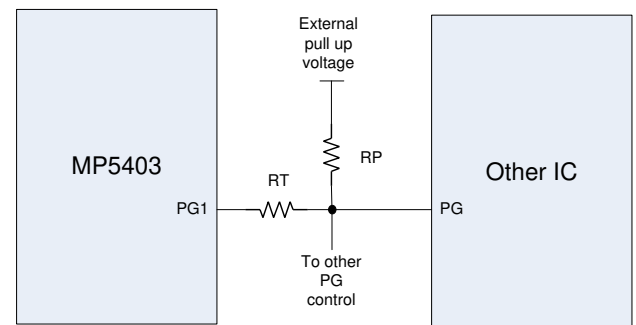 External
pull up
voltage
MP5403
RP
Other IC
RT
PG1
PG
To other
PG
control